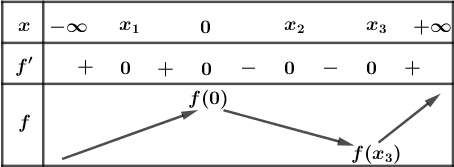 x −∞ x₁ 0 x₂ x₃ +∞
f′ + 0 + 0 − 0 − 0 +
f(0)
f
f(x₃)